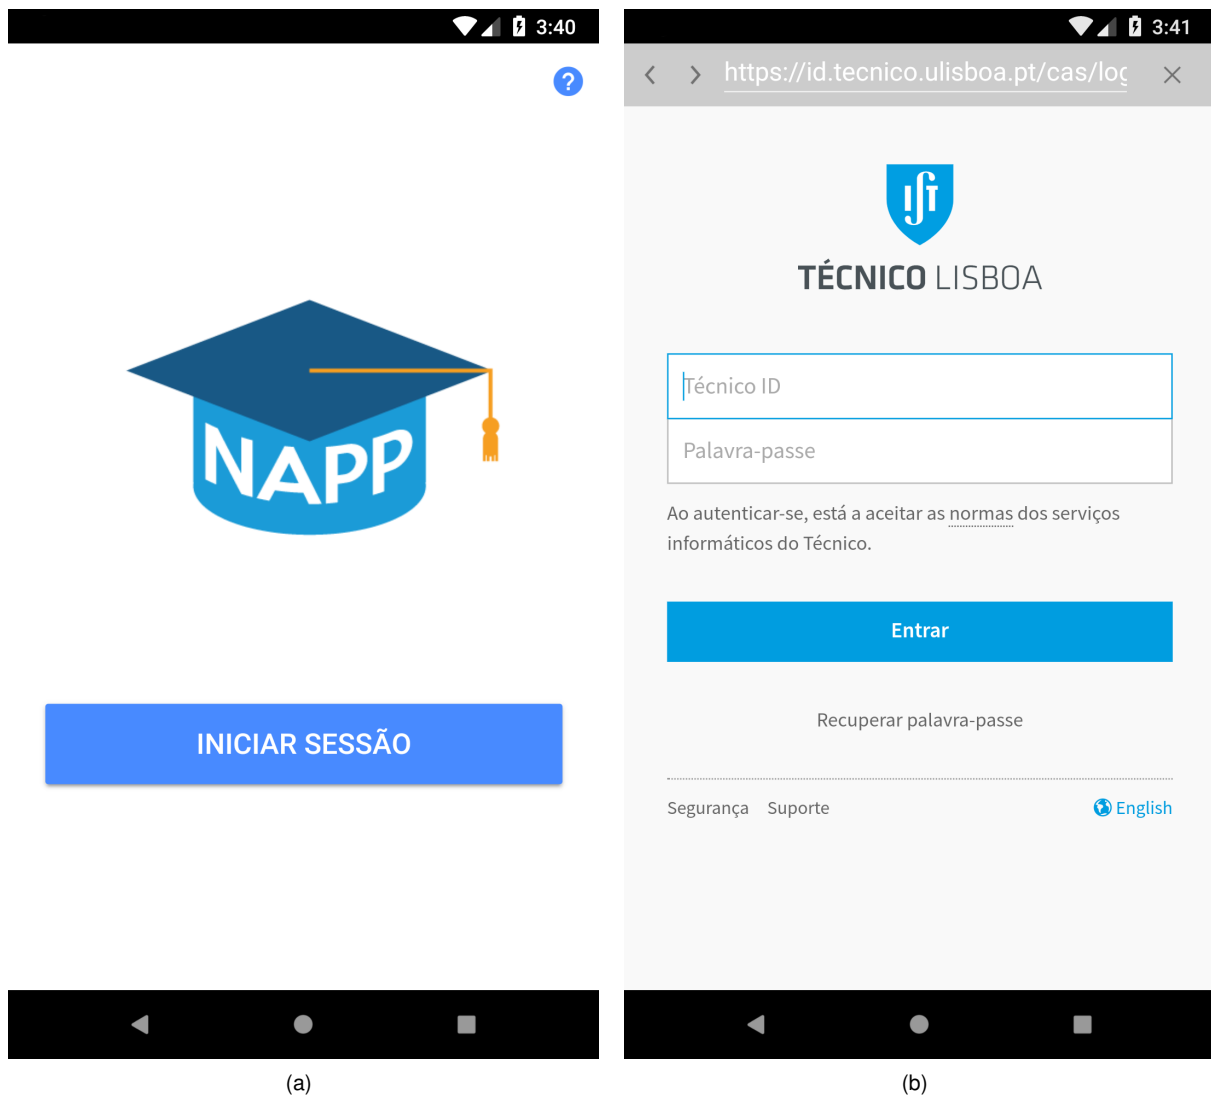 3:40
?
NAPP
INICIAR SESSÃO
(a)
3:41
https://id.tecnico.ulisboa.pt/cas/log
IST
TÉCNICO LISBOA
Técnico ID
Palavra-passe
Ao autenticar-se, está a aceitar as normas dos serviços
informáticos do Técnico.
Entrar
Recuperar palavra-passe
Segurança Suporte English
(b)